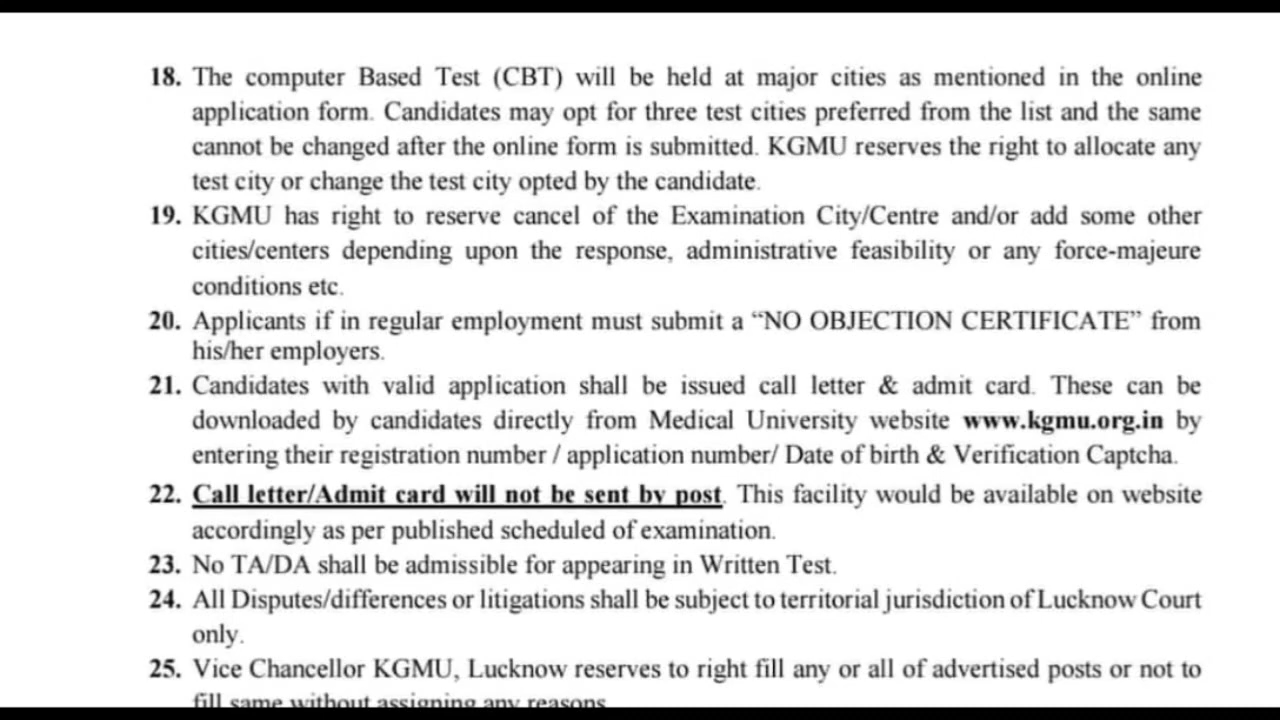 18. The computer Based Test (CBT) will be held at major cities as mentioned in the online
application form. Candidates may opt for three test cities preferred from the list and the same
cannot be changed after the online form is submitted. KGMU reserves the right to allocate any
test city or change the test city opted by the candidate.
19. KGMU has right to reserve cancel of the Examination City/Centre and/or add some other
cities/centers depending upon the response, administrative feasibility or any force-majeure
conditions etc.
20. Applicants if in regular employment must submit a “NO OBJECTION CERTIFICATE” from
his/her employers.
21. Candidates with valid application shall be issued call letter & admit card. These can be
downloaded by candidates directly from Medical University website www.kgmu.org.in by
entering their registration number / application number/ Date of birth & Verification Captcha.
22. Call letter/Admit card will not be sent by post. This facility would be available on website
accordingly as per published scheduled of examination.
23. No TA/DA shall be admissible for appearing in Written Test.
24. All Disputes/differences or litigations shall be subject to territorial jurisdiction of Lucknow Court
only.
25. Vice Chancellor KGMU, Lucknow reserves to right fill any or all of advertised posts or not to
fill same without assigning any reasons